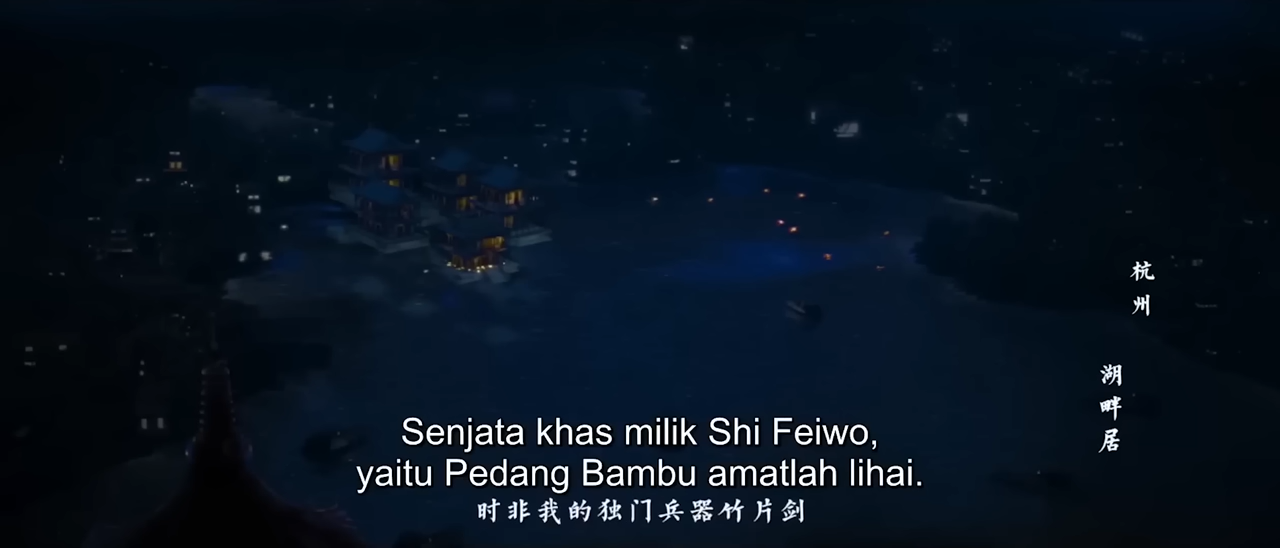 杭州
湖畔居
Senjata khas milik Shi Feiwo,
yaitu Pedang Bambu amatlah lihai.
时非我的独门兵器竹片剑